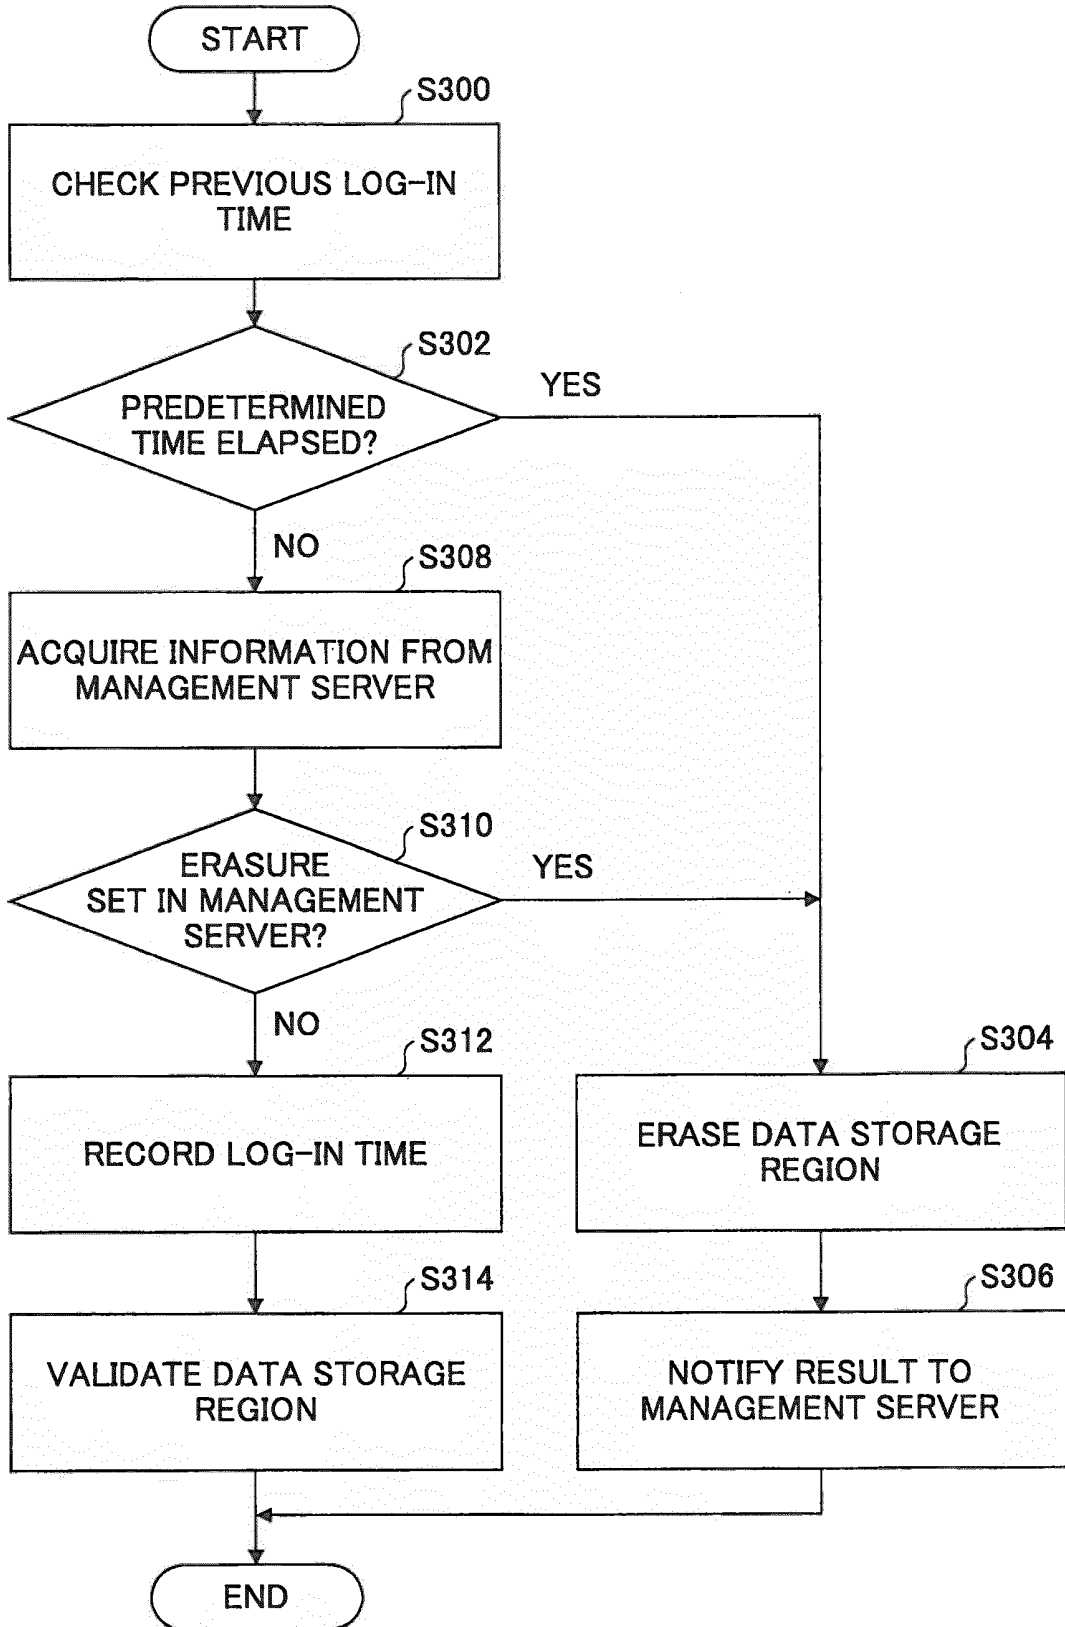 START
S300
CHECK PREVIOUS LOG-IN
TIME
S302
YES
PREDETERMINED
TIME ELAPSED?
NO
S308
ACQUIRE INFORMATION FROM
MANAGEMENT SERVER
S310
YES
ERASURE
SET IN MANAGEMENT
SERVER?
NO
S312
RECORD LOG-IN TIME
S304
ERASE DATA STORAGE
REGION
S314
VALIDATE DATA STORAGE
REGION
S306
NOTIFY RESULT TO
MANAGEMENT SERVER
END